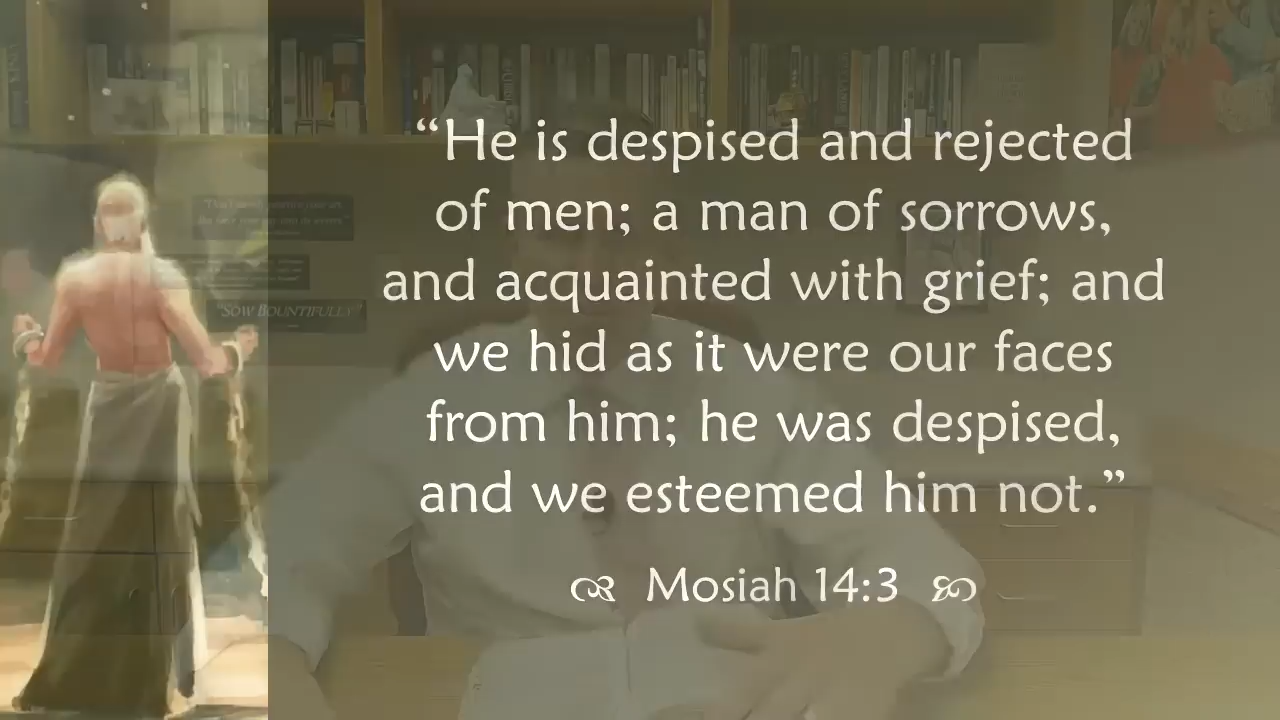 “He is despised and rejected
of men; a man of sorrows,
and acquainted with grief; and
we hid as it were our faces
from him; he was despised,
and we esteemed him not.”
Mosiah 14:3
"SOW BOUNTIFULLY"